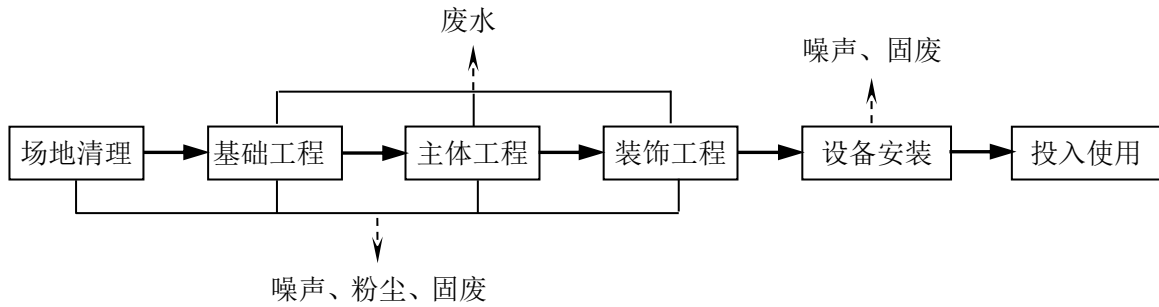 废水
噪声、固废
场地清理
基础工程
主体工程
装饰工程
设备安装
投入使用
噪声、粉尘、固废